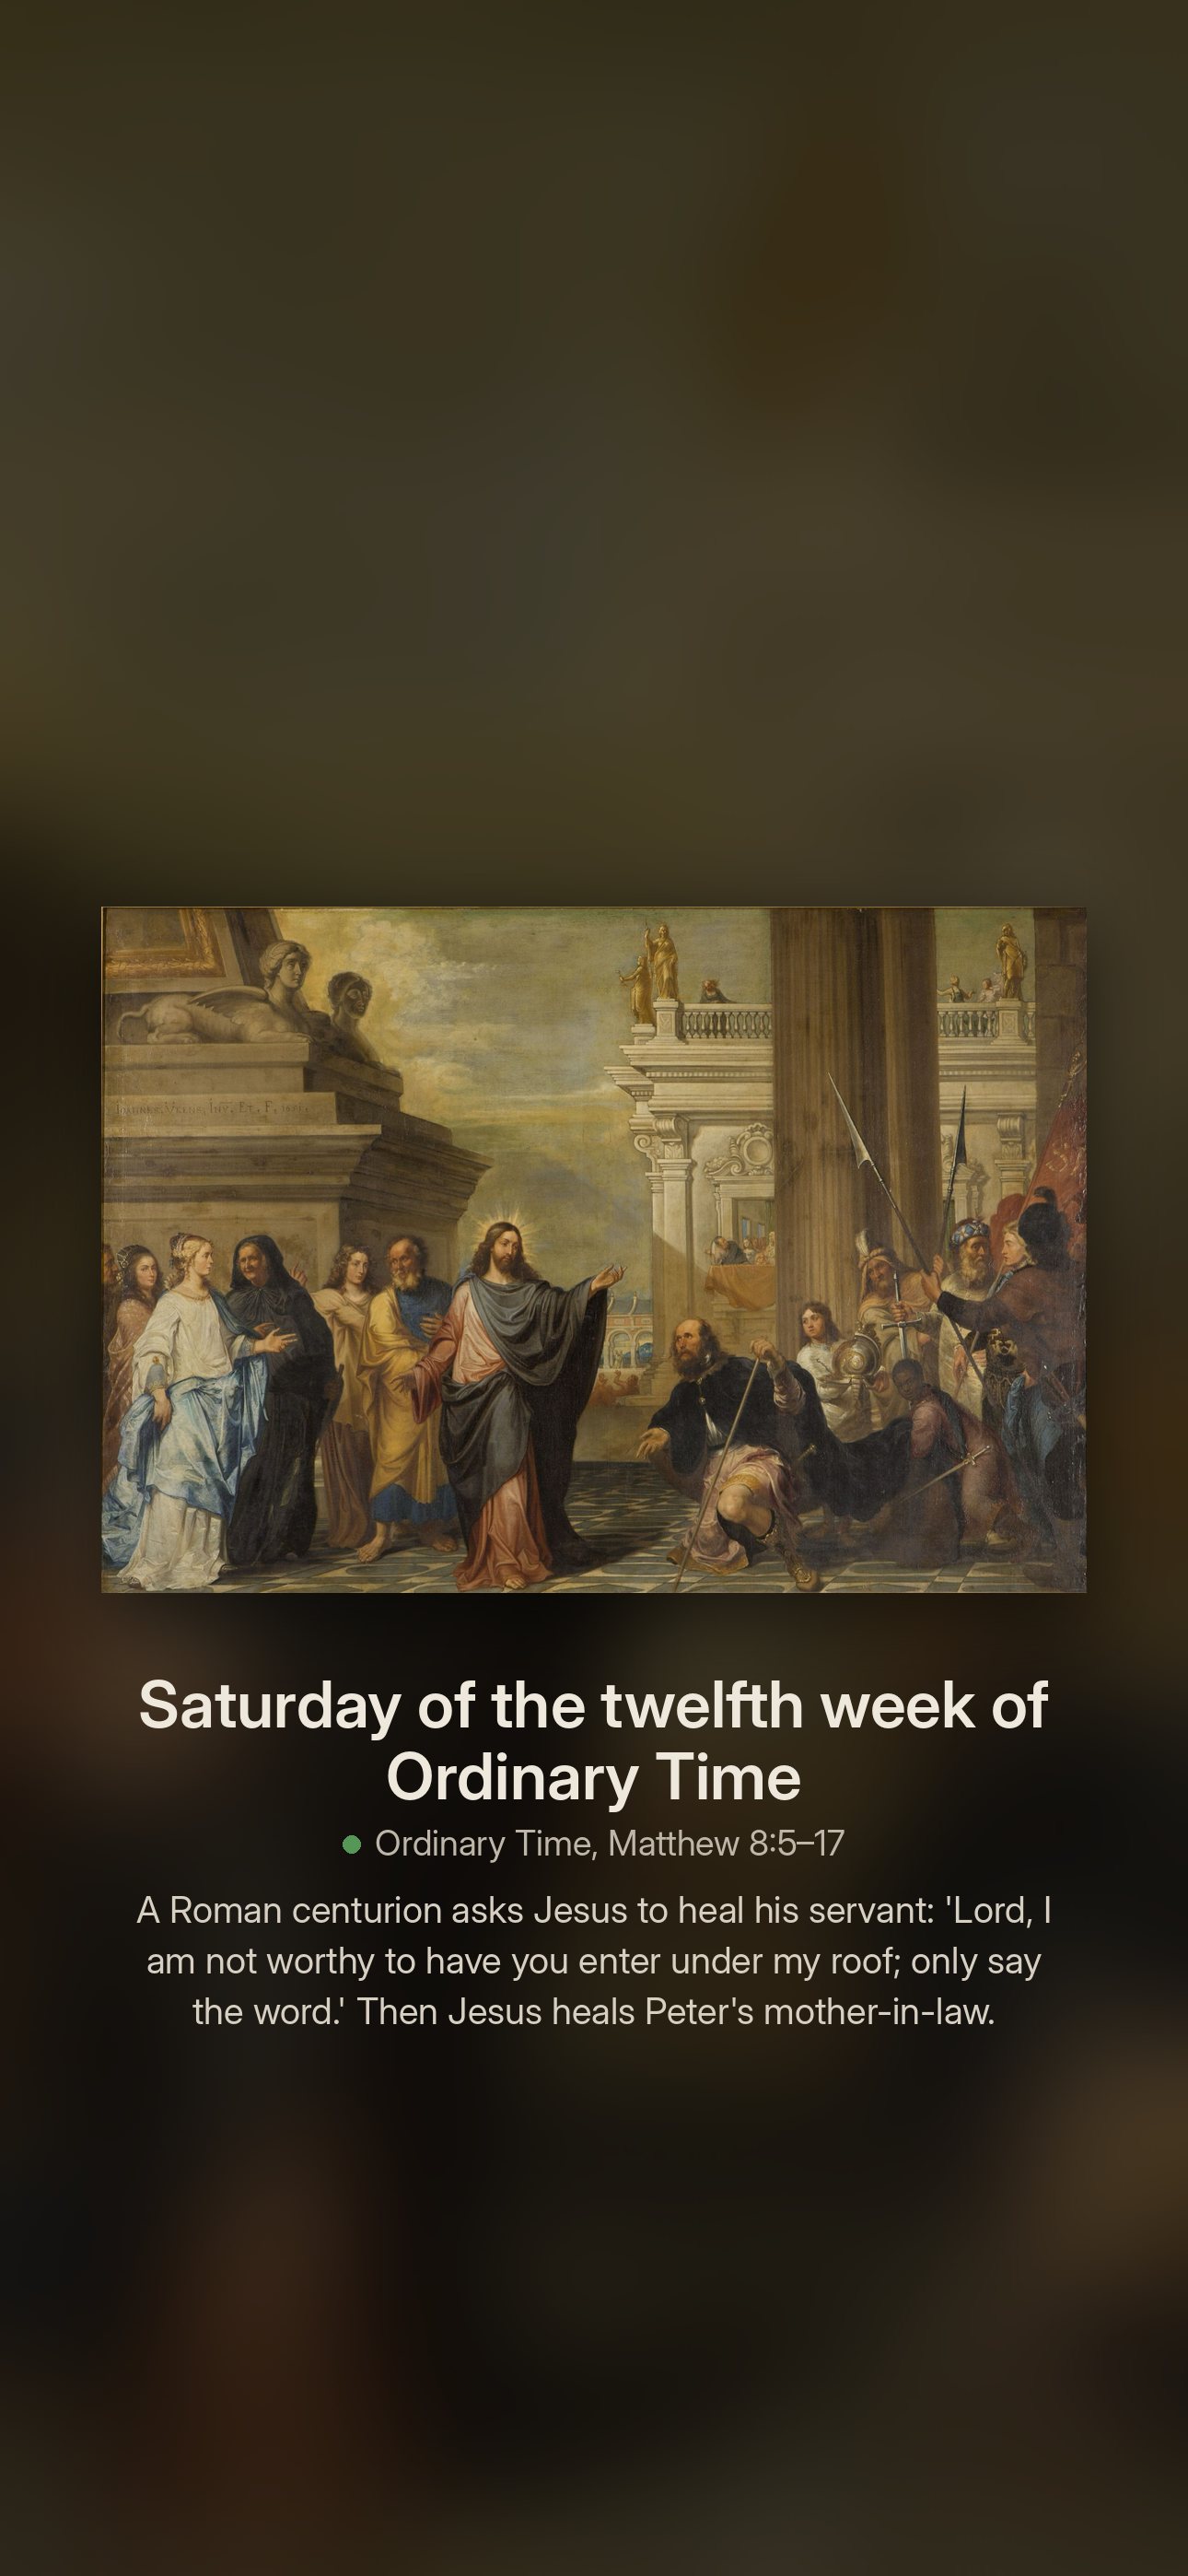 Saturday of the twelfth week of
Ordinary Time
Ordinary Time, Matthew 8:5–17
A Roman centurion asks Jesus to heal his servant: 'Lord, I
am not worthy to have you enter under my roof; only say
the word.' Then Jesus heals Peter's mother-in-law.